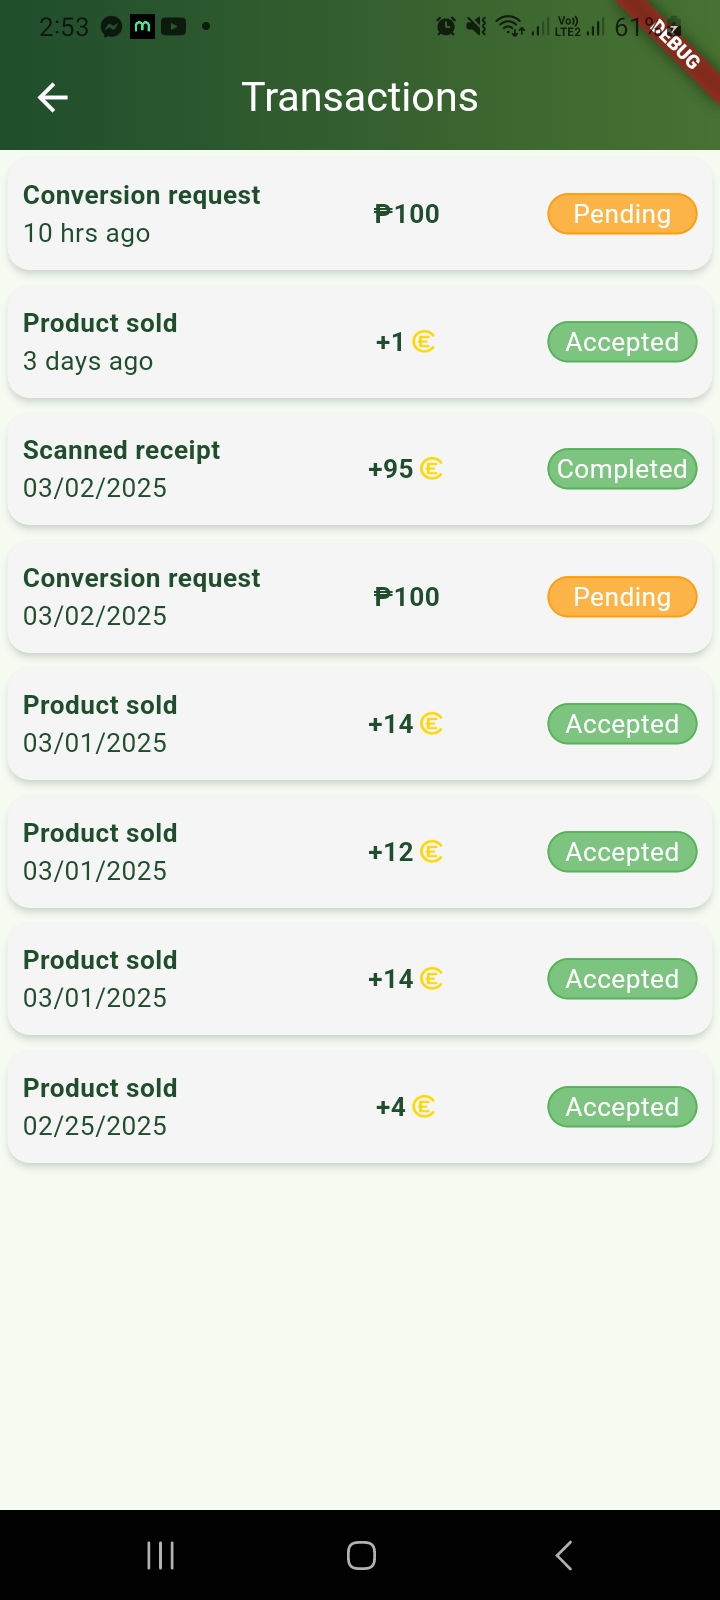 2:53
Vo))
LTE2
61%
DEBUG
Transactions
Conversion request
10 hrs ago
₱100
Pending
Product sold
3 days ago
+1
Accepted
Scanned receipt
03/02/2025
+95
Completed
Conversion request
03/02/2025
₱100
Pending
Product sold
03/01/2025
+14
Accepted
Product sold
03/01/2025
+12
Accepted
Product sold
03/01/2025
+14
Accepted
Product sold
02/25/2025
+4
Accepted